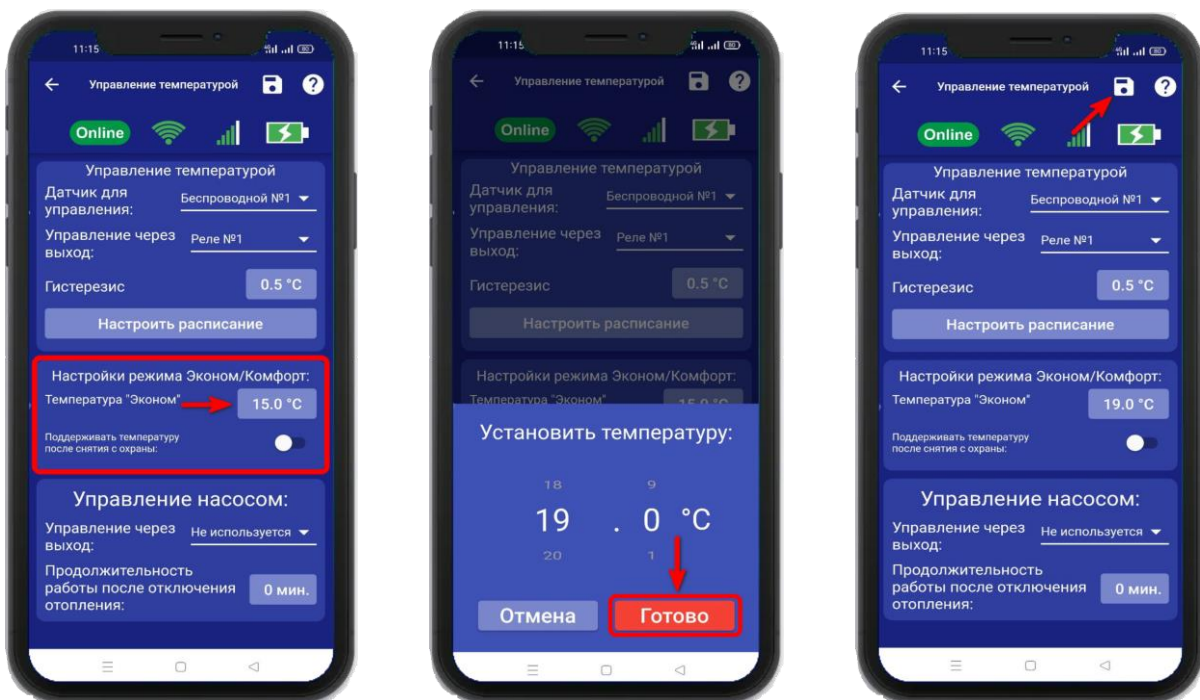 11:15
Управление температурой
Online
Управление температурой
Датчик для
управления:
Беспроводной №1
Управление через
выход:
Реле №1
Гистерезис
0.5 °C
Настроить расписание
Настройки режима Эконом/Комфорт:
Температура "Эконом"
15.0 °C
Поддерживать температуру
после снятия с охраны:
Управление насосом:
Управление через
выход:
Не используется
Продолжительность
работы после отключения
отопления:
0 мин.
11:15
Управление температурой
Online
Управление температурой
Датчик для
управления:
Беспроводной №1
Управление через
выход:
Реле №1
Гистерезис
0.5 °C
Настроить расписание
Настройки режима Эконом/Комфорт:
Температура "Эконом"
15.0 °C
Установить температуру:
18 9
19 . 0 °C
20 1
Отмена
Готово
11:15
Управление температурой
Online
Управление температурой
Датчик для
управления:
Беспроводной №1
Управление через
выход:
Реле №1
Гистерезис
0.5 °C
Настроить расписание
Настройки режима Эконом/Комфорт:
Температура "Эконом"
19.0 °C
Поддерживать температуру
после снятия с охраны:
Управление насосом:
Управление через
выход:
Не используется
Продолжительность
работы после отключения
отопления:
0 мин.